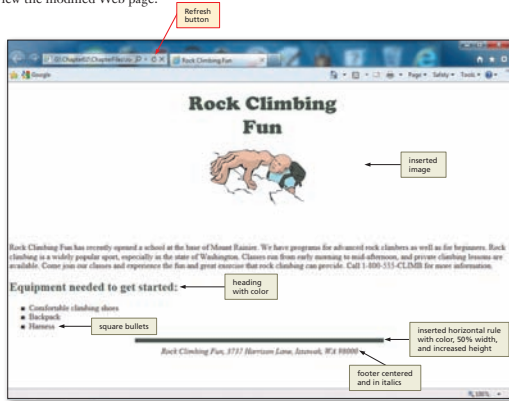 view the modified Web page.
Refresh
button
Rock Climbing Fun
Google
Page Safety Tools
Rock Climbing
Fun
inserted
image
Rock Climbing Fun has recently opened a school at the base of Mount Rainier. We have programs for advanced rock climbers as well as for beginners. Rock
climbing is a widely popular sport, especially in the state of Washington. Classes run from early morning to mid-afternoon, and private climbing lessons are
available. Come join our classes and experience the fun and great exercise that rock climbing can provide. Call 1-800-555-CLIMB for more information.
Equipment needed to get started:
heading
with color
Comfortable climbing shoes
Backpack
Harness
square bullets
inserted horizontal rule
with color, 50% width,
and increased height
Rock Climbing Fun, 3737 Harrison Lane, Issawah, WA 98000
footer centered
and in italics
100%